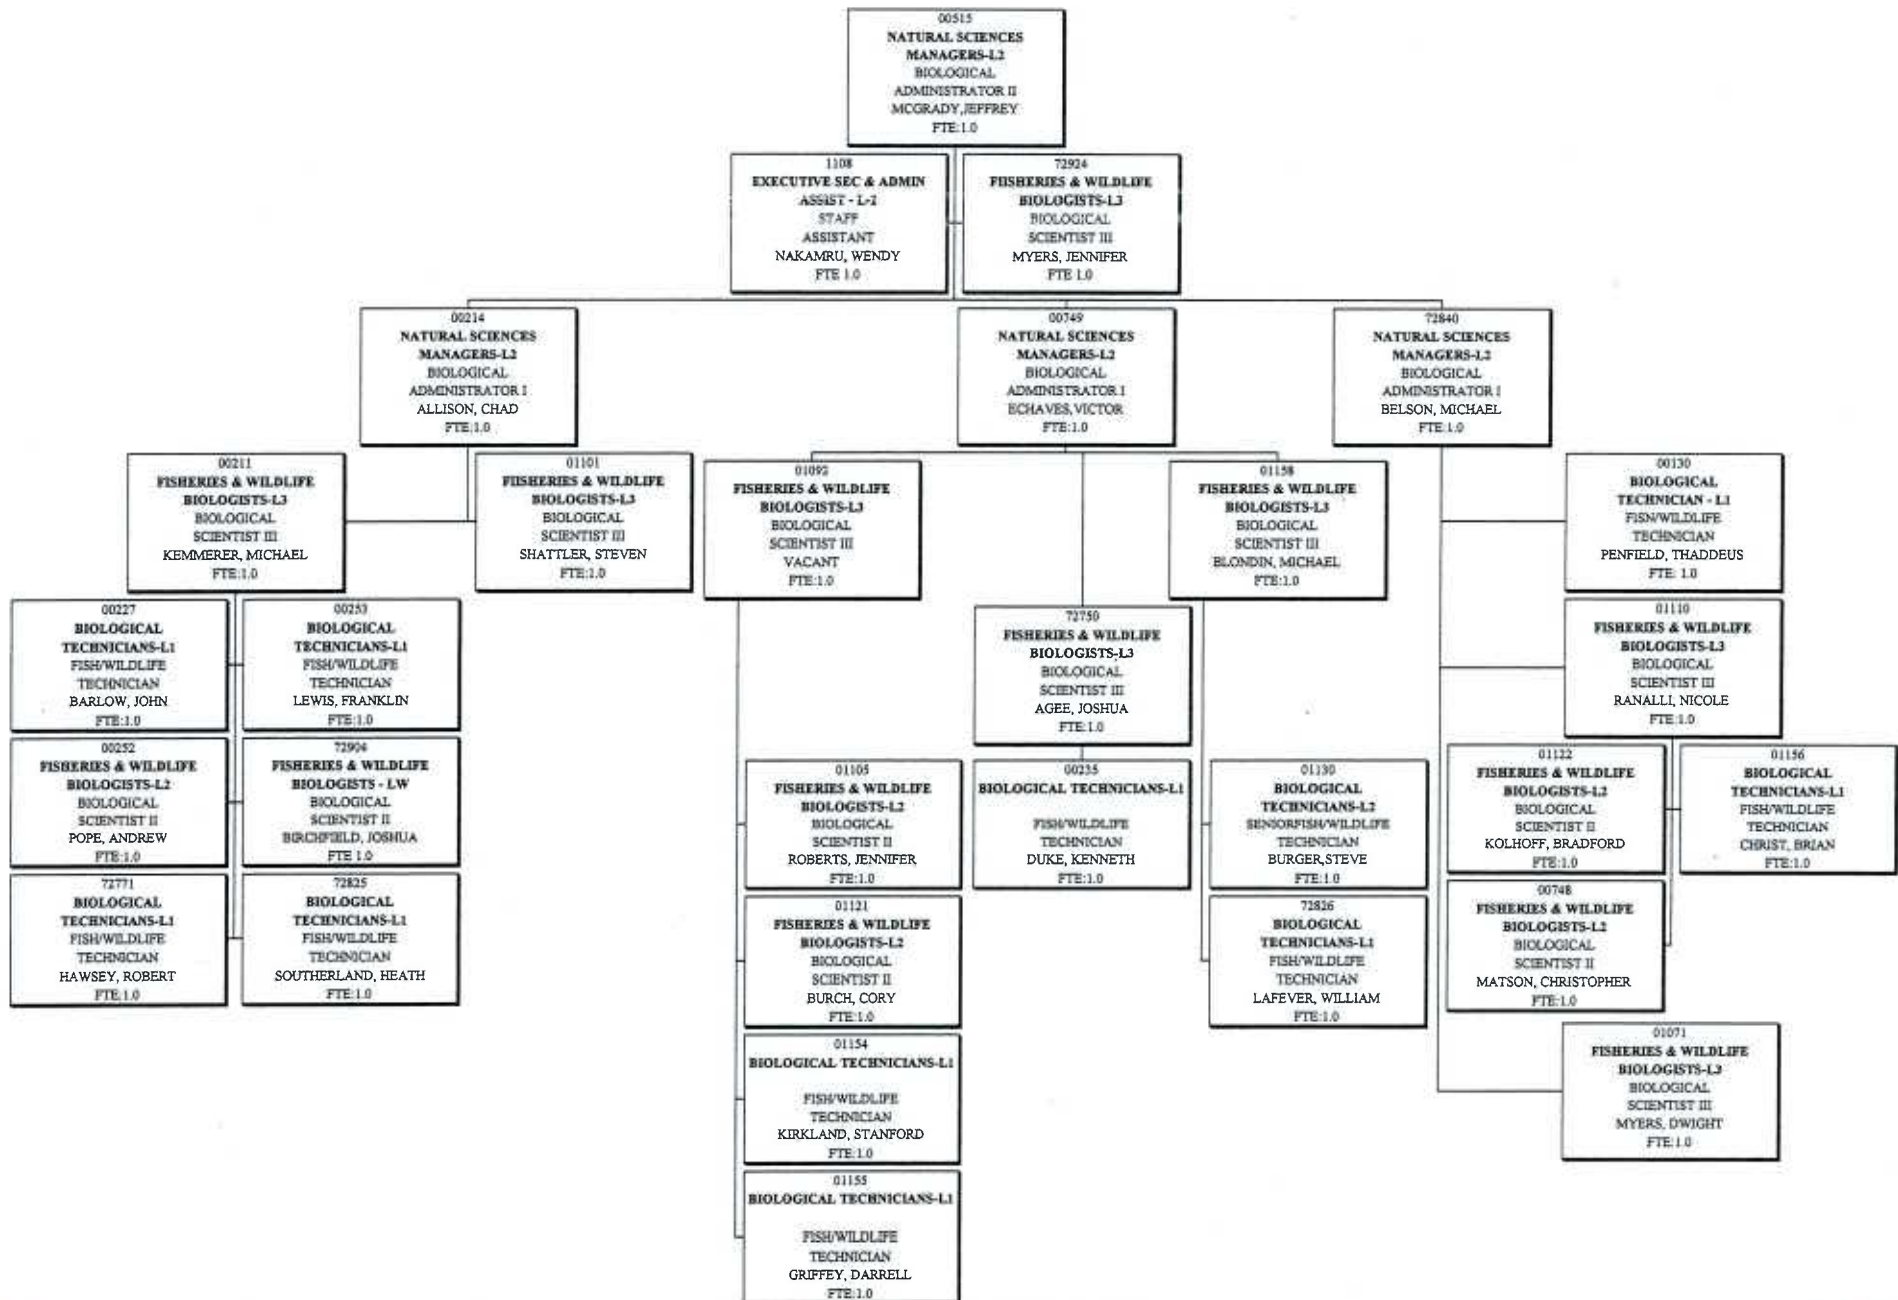 00515
NATURAL SCIENCES
MANAGERS-L2
BIOLOGICAL
ADMINISTRATOR II
MCGRADY,JEFFREY
FTE:1.0
1108
EXECUTIVE SEC & ADMIN
ASSIST - L-2
STAFF
ASSISTANT
NAKAMRU, WENDY
FTE 1.0
72924
FIISHERIES & WILDLIFE
BIOLOGISTS-L3
BIOLOGICAL
SCIENTIST III
MYERS, JENNIFER
FTE 1.0
00214
NATURAL SCIENCES
MANAGERS-L2
BIOLOGICAL
ADMINISTRATOR I
ALLISON, CHAD
FTE:1.0
00749
NATURAL SCIENCES
MANAGERS-L2
BIOLOGICAL
ADMINISTRATOR I
ECHAVES, VICTOR
FTE:1.0
72840
NATURAL SCIENCES
MANAGERS-L2
BIOLOGICAL
ADMINISTRATOR I
BELSON, MICHAEL
FTE:1.0
00211
FISHERIES & WILDLIFE
BIOLOGISTS-L3
BIOLOGICAL
SCIENTIST III
KEMMERER, MICHAEL
FTE:1.0
01101
FIISHERIES & WILDLIFE
BIOLOGISTS-L3
BIOLOGICAL
SCIENTIST III
SHATTLER, STEVEN
FTE:1.0
01092
FISHERIES & WILDLIFE
BIOLOGISTS-L3
BIOLOGICAL
SCIENTIST III
VACANT
FTE:1.0
01158
FISHERIES & WILDLIFE
BIOLOGISTS-L3
BIOLOGICAL
SCIENTIST III
BLONDIN, MICHAEL
FTE:1.0
00130
BIOLOGICAL
TECHNICIAN - L1
FISN/WILDLIFE
TECHNICIAN
PENFIELD, THADDEUS
FTE: 1.0
00227
BIOLOGICAL
TECHNICIANS-L1
FISH/WILDLIFE
TECHNICIAN
BARLOW, JOHN
FTE:1.0
00253
BIOLOGICAL
TECHNICIANS-L1
FISH/WILDLIFE
TECHNICIAN
LEWIS, FRANKLIN
FTE:1.0
72750
FISHERIES & WILDLIFE
BIOLOGISTS-L3
BIOLOGICAL
SCIENTIST III
AGEE, JOSHUA
FTE:1.0
01110
FISHERIES & WILDLIFE
BIOLOGISTS-L3
BIOLOGICAL
SCIENTIST III
RANALLI, NICOLE
FTE:1.0
00252
FISHERIES & WILDLIFE
BIOLOGISTS-L2
BIOLOGICAL
SCIENTIST II
POPE, ANDREW
FTE:1.0
72904
FISHERIES & WILDLIFE
BIOLOGISTS - LW
BIOLOGICAL
SCIENTIST II
BIRCHFIELD, JOSHUA
FTE 1.0
01105
FISHERIES & WILDLIFE
BIOLOGISTS-L2
BIOLOGICAL
SCIENTIST II
ROBERTS, JENNIFER
FTE:1.0
00235
BIOLOGICAL TECHNICIANS-L1
FISH/WILDLIFE
TECHNICIAN
DUKE, KENNETH
FTE:1.0
01130
BIOLOGICAL
TECHNICIANS-L2
SENIORFISH/WILDLIFE
TECHNICIAN
BURGER,STEVE
FTE:1.0
01122
FISHERIES & WILDLIFE
BIOLOGISTS-L2
BIOLOGICAL
SCIENTIST II
KOLHOFF, BRADFORD
FTE:1.0
01156
BIOLOGICAL
TECHNICIANS-L1
FISH/WILDLIFE
TECHNICIAN
CHRIST, BRIAN
FTE:1.0
72771
BIOLOGICAL
TECHNICIANS-L1
FISH/WILDLIFE
TECHNICIAN
HAWSEY, ROBERT
FTE:1.0
72825
BIOLOGICAL
TECHNICIANS-L1
FISH/WILDLIFE
TECHNICIAN
SOUTHERLAND, HEATH
FTE:1.0
01121
FISHERIES & WILDLIFE
BIOLOGISTS-L2
BIOLOGICAL
SCIENTIST II
BURCH, CORY
FTE:1.0
72826
BIOLOGICAL
TECHNICIANS-L1
FISH/WILDLIFE
TECHNICIAN
LAFEVER, WILLIAM
FTE:1.0
00748
FISHERIES & WILDLIFE
BIOLOGISTS-L2
BIOLOGICAL
SCIENTIST II
MATSON, CHRISTOPHER
FTE:1.0
01154
BIOLOGICAL TECHNICIANS-L1
FISH/WILDLIFE
TECHNICIAN
KIRKLAND, STANFORD
FTE:1.0
01071
FISHERIES & WILDLIFE
BIOLOGISTS-L3
BIOLOGICAL
SCIENTIST III
MYERS, DWIGHT
FTE:1.0
01155
BIOLOGICAL TECHNICIANS-L1
FISH/WILDLIFE
TECHNICIAN
GRIFFEY, DARRELL
FTE:1.0